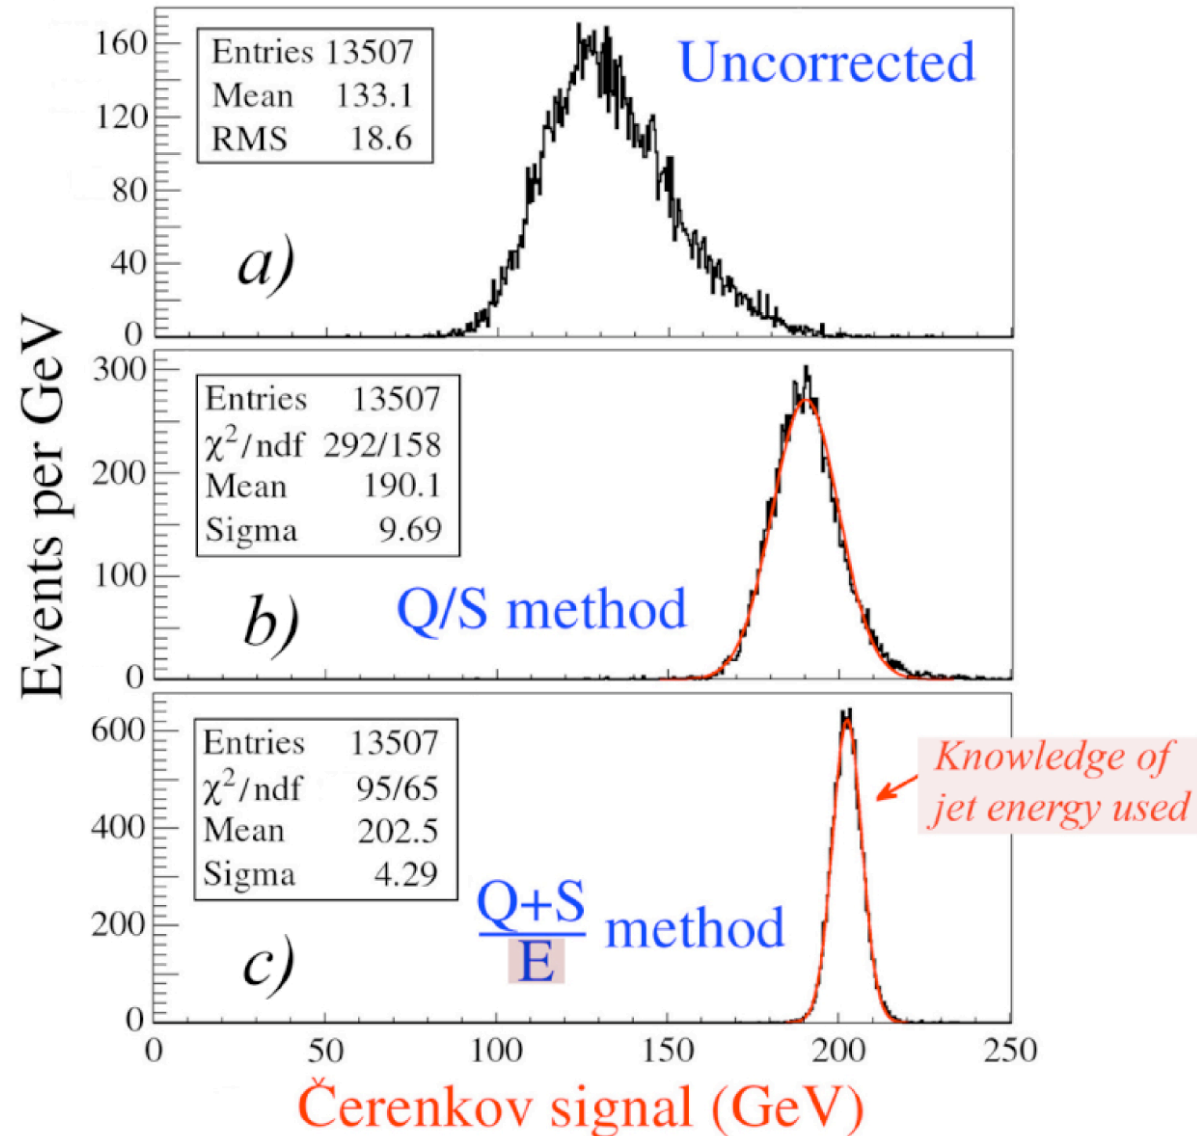 160
120
80
40
0
Entries 13507
Mean 133.1
RMS 18.6
Uncorrected
a)
Events per GeV
300
200
100
0
Entries 13507
χ²/ndf 292/158
Mean 190.1
Sigma 9.69
Q/S method
b)
600
400
200
0
Entries 13507
χ²/ndf 95/65
Mean 202.5
Sigma 4.29
Knowledge of
jet energy used
Q+S
E
method
c)
0 50 100 150 200 250
Čerenkov signal (GeV)